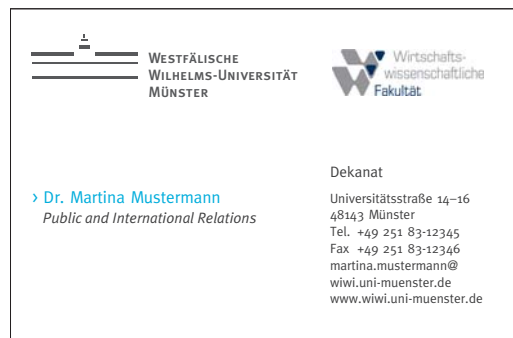 WESTFÄLISCHE
WILHELMS-UNIVERSITÄT
MÜNSTER
Wirtschafts-
wissenschaftliche
Fakultät
› Dr. Martina Mustermann
Public and International Relations
Dekanat
Universitätsstraße 14–16
48143 Münster
Tel. +49 251 83-12345
Fax +49 251 83-12346
martina.mustermann@
wiwi.uni-muenster.de
www.wiwi.uni-muenster.de